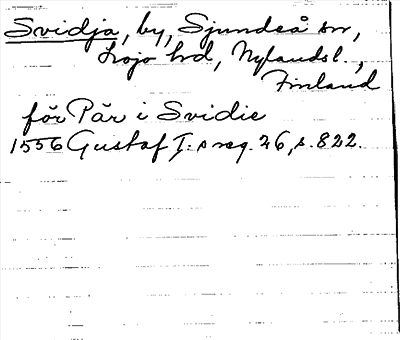 Svidja, by, Sjundeå sn,
Lojo hd, Nylandsl.,
Finland
för Pär i Svidie
1556 Gustaf I:s reg. 26, s. 822.